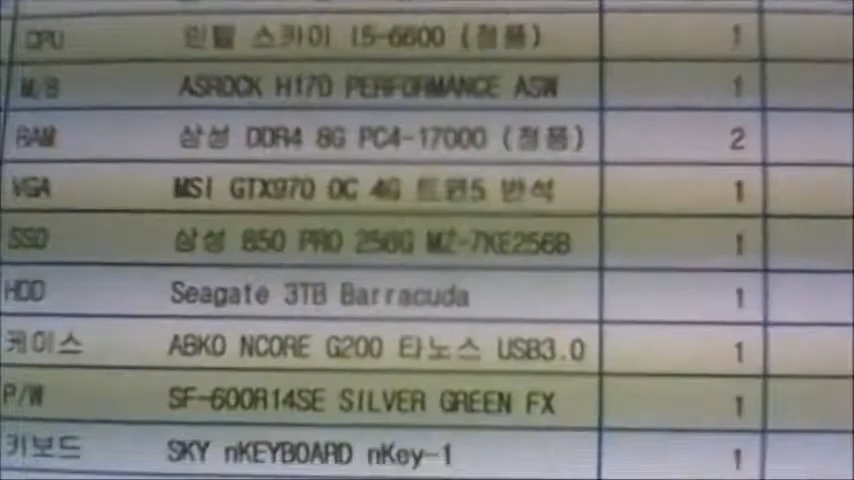 CPU 인텔 스카이 I5-6600 (정품) 1
M/B ASROCK H170 PERFORMANCE ASW 1
RAM 삼성 DDR4 8G PC4-17000 (정품) 2
VGA MSI GTX970 OC 4G 트윈5 반석 1
SSD 삼성 850 PRO 256G MZ-7KE256B 1
HDD Seagate 3TB Barracuda 1
케이스 ABKO NCORE G200 타노스 USB3.0 1
P/W SF-600R14SE SILVER GREEN FX 1
키보드 SKY nKEYBOARD nKey-1 1